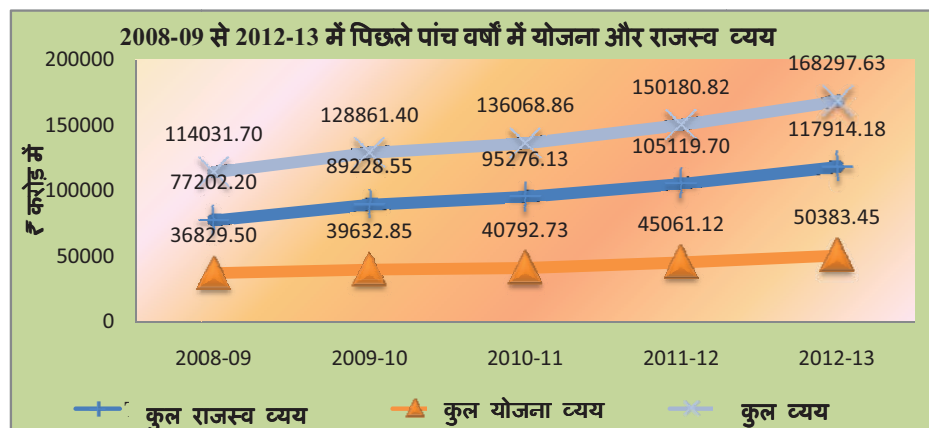 2008-09 से 2012-13 में पिछले पांच वर्षों में योजना और राजस्व व्यय
₹ करोड़ में
200000
150000
100000
50000
0
114031.70 128861.40 136068.86 150180.82 168297.63
77202.20 89228.55 95276.13 105119.70 117914.18
36829.50 39632.85 40792.73 45061.12 50383.45
2008-09 2009-10 2010-11 2011-12 2012-13
कुल राजस्व व्यय कुल योजना व्यय कुल व्यय